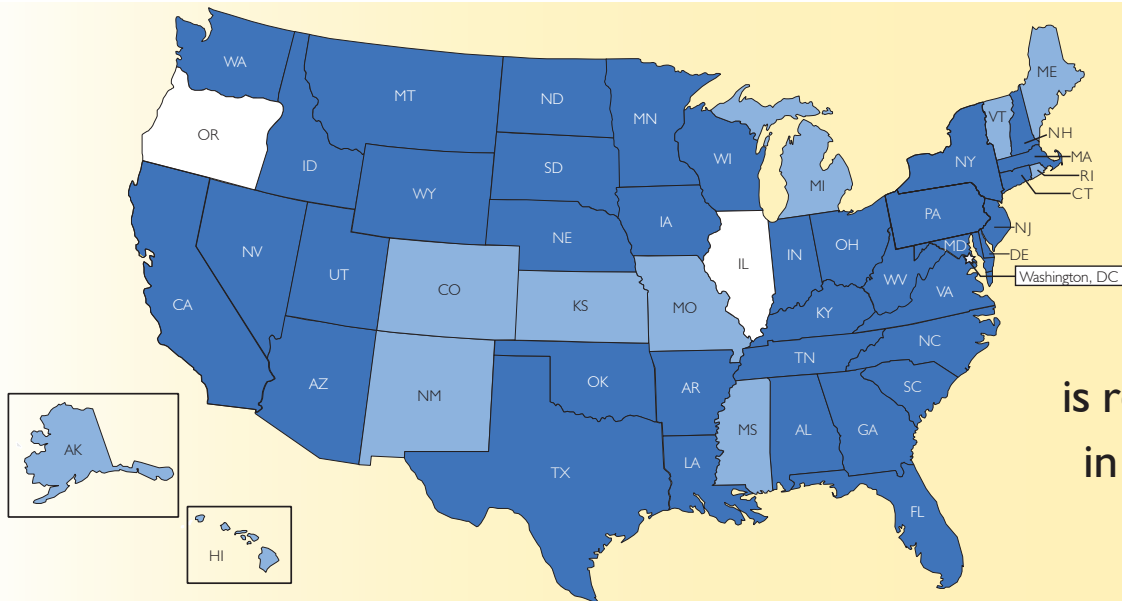 WA
MT
ND
MN
ME
VT
OR
NH
ID
SD
WI
NY
MA
WY
MI
RI
CT
IA
PA
NE
NJ
NV
UT
IL
IN
OH
MD
DE
Washington, DC
CO
KS
MO
WV
VA
CA
KY
NC
TN
AZ
NM
OK
AR
SC
is r
MS
AL
GA
AK
LA
in
TX
FL
HI